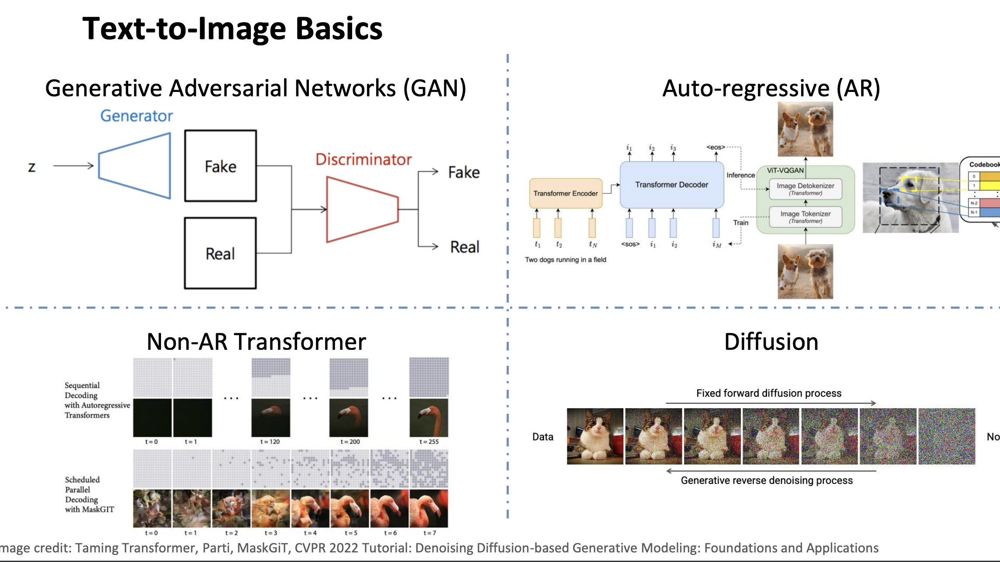 Text-to-Image Basics
Generative Adversarial Networks (GAN)
Generator
z
Fake
Real
Discriminator
Fake
Real
Auto-regressive (AR)
i1 i2 i3 <eos>
Transformer Encoder
Transformer Decoder
t1 t2 tN
<sos> i1 i2 iM
Two dogs running in a field
Inference
Train
ViT-VQGAN
Image Detokenizer
(Transformer)
Image Tokenizer
(Transformer)
Codebook
0
1
N-2
N-1
Non-AR Transformer
Sequential
Decoding
with Autoregressive
Transformers
... ... ...
t = 0 t = 1 t = 120 t = 200 t = 255
Scheduled
Parallel
Decoding
with MaskGIT
t = 0 t = 1 t = 2 t = 3 t = 4 t = 5 t = 6 t = 7
Diffusion
Fixed forward diffusion process
Data
No
Generative reverse denoising process
mage credit: Taming Transformer, Parti, MaskGiT, CVPR 2022 Tutorial: Denoising Diffusion-based Generative Modeling: Foundations and Applications